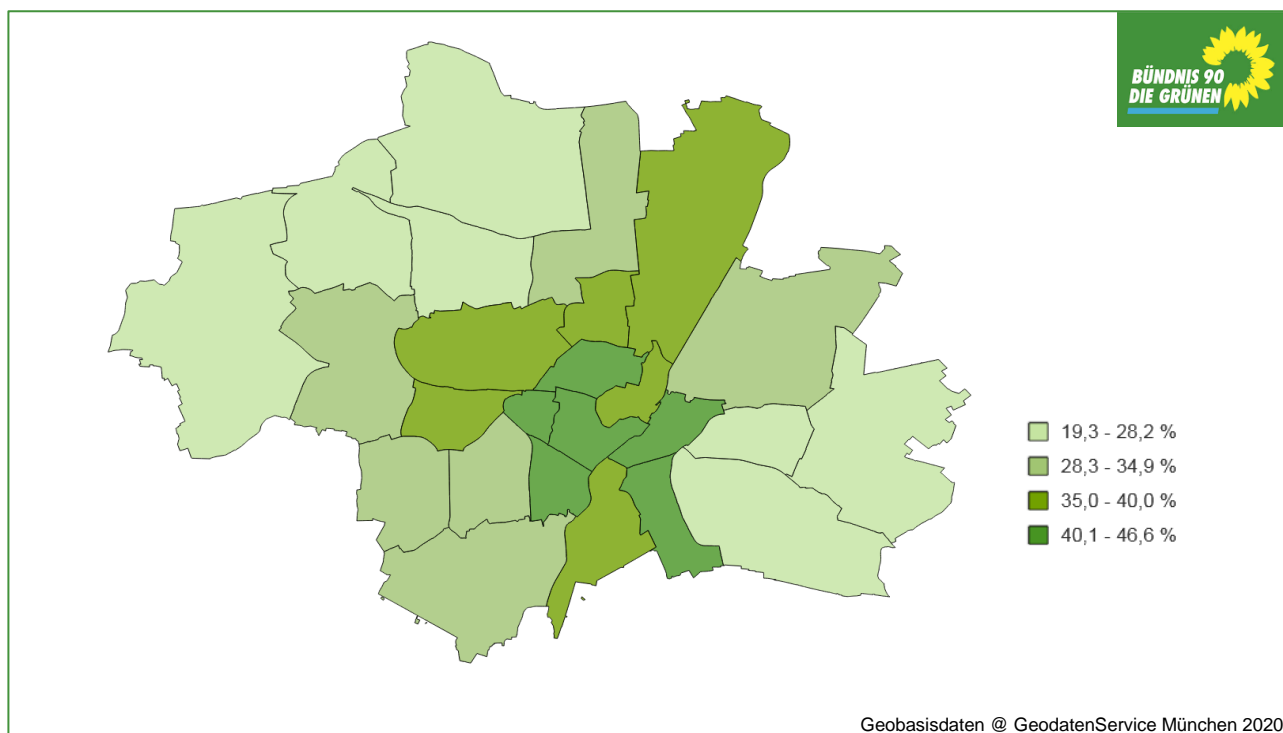 BÜNDNIS 90
DIE GRÜNEN
19,3 - 28,2 %
28,3 - 34,9 %
35,0 - 40,0 %
40,1 - 46,6 %
Geobasisdaten @ GeodatenService München 2020